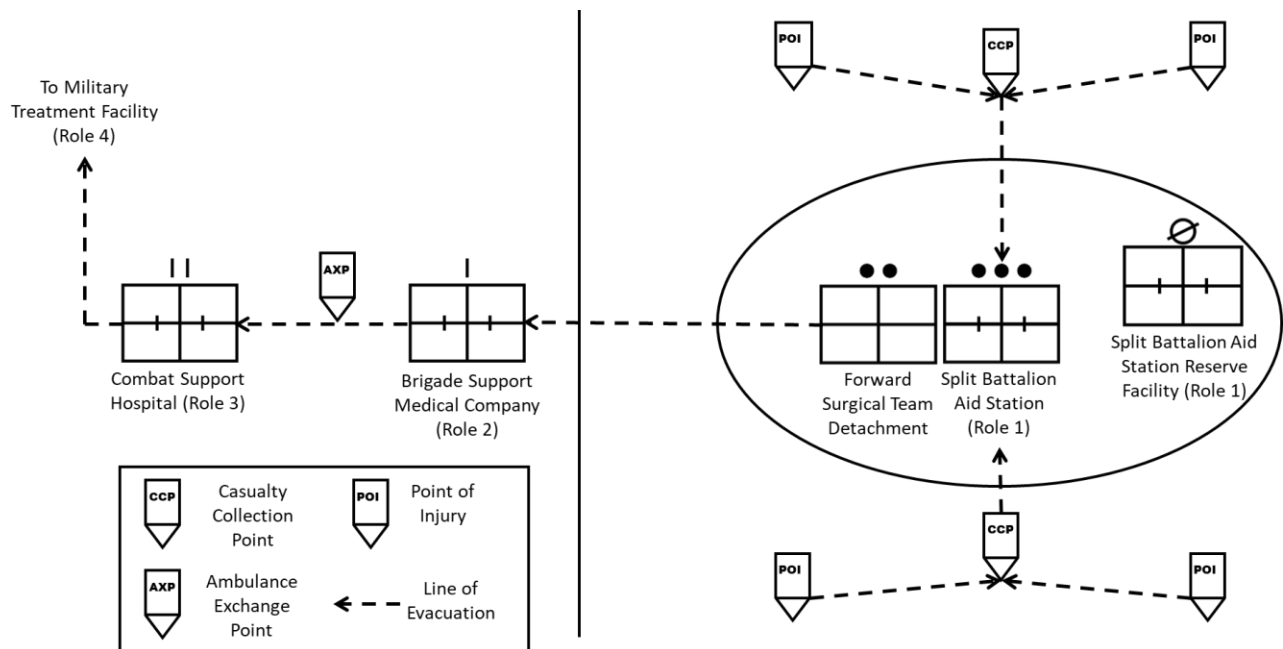 POI
CCP
POI
To Military
Treatment Facility
(Role 4)
AXP
Combat Support
Hospital (Role 3)
Brigade Support
Medical Company
(Role 2)
Forward
Surgical Team
Detachment
Split Battalion
Aid Station
(Role 1)
Split Battalion Aid
Station Reserve
Facility (Role 1)
CCP
Casualty
Collection
Point
POI
Point of
Injury
AXP
Ambulance
Exchange
Point
Line of
Evacuation
POI
CCP
POI